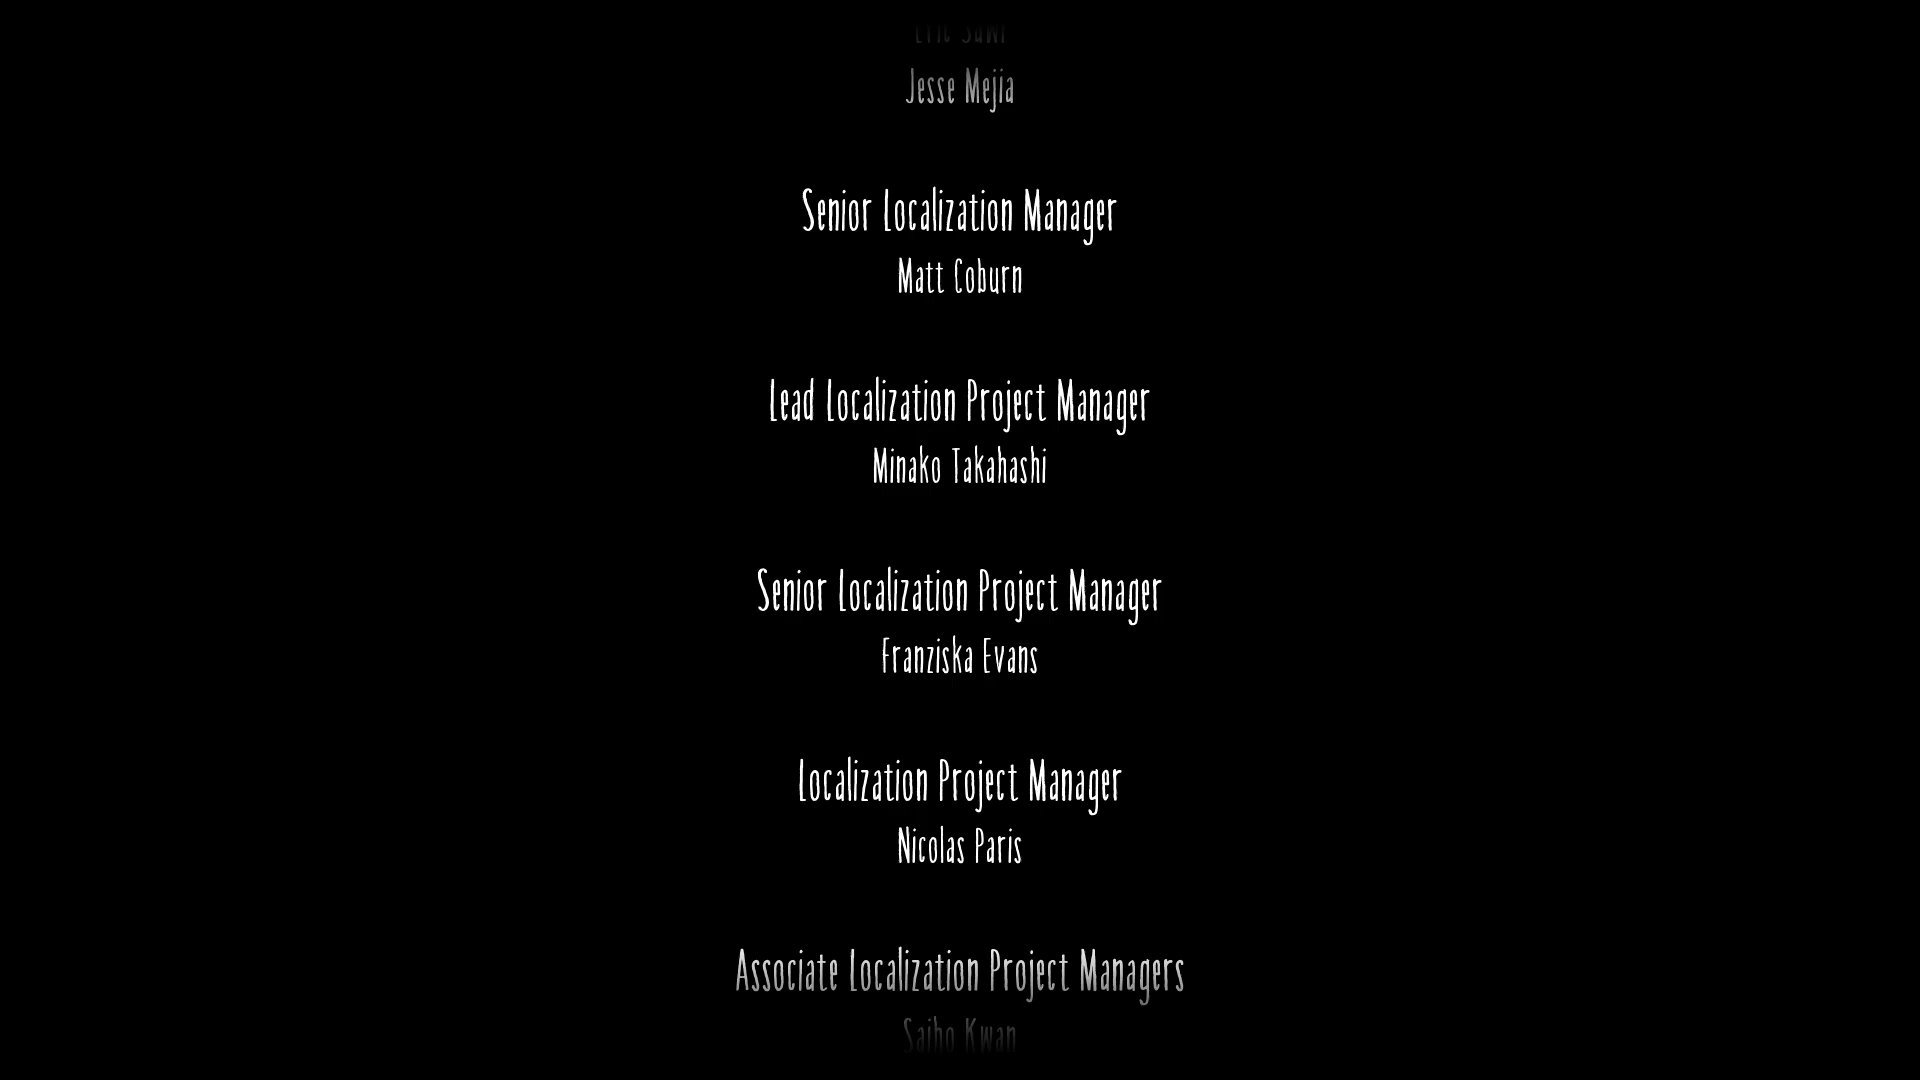 Jesse Mejia
Senior Localization Manager
Matt Coburn
Lead Localization Project Manager
Minako Takahashi
Senior Localization Project Manager
Franziska Evans
Localization Project Manager
Nicolas Paris
Associate Localization Project Managers
Saiho Kwan